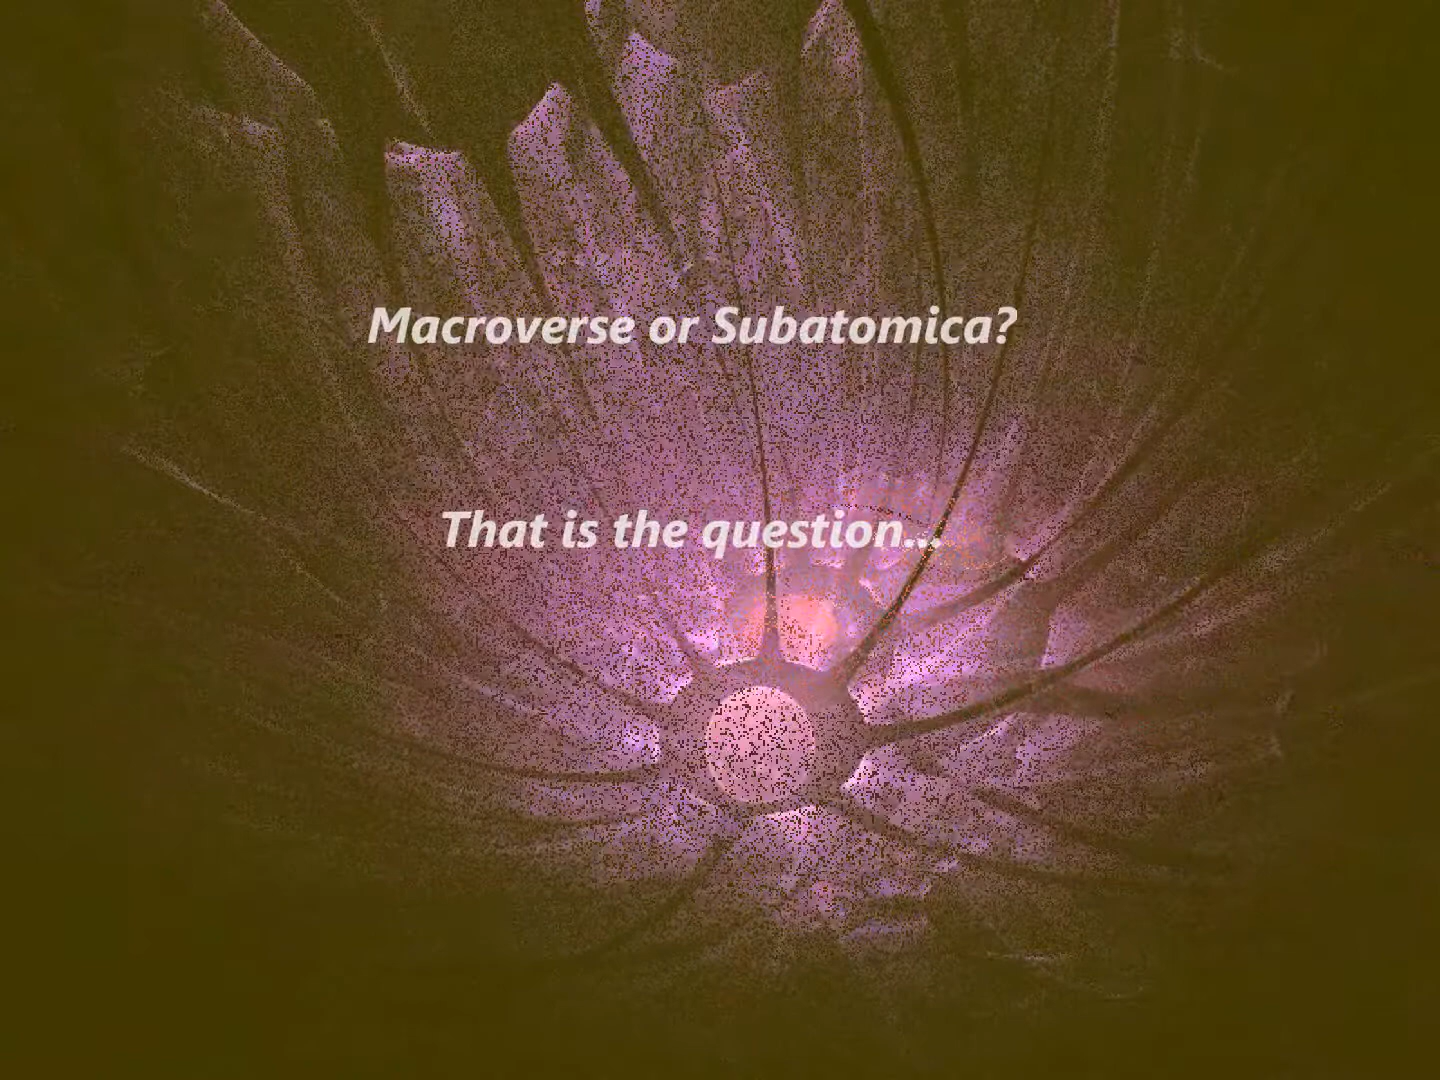 Macroverse or Subatomica?
That is the question...